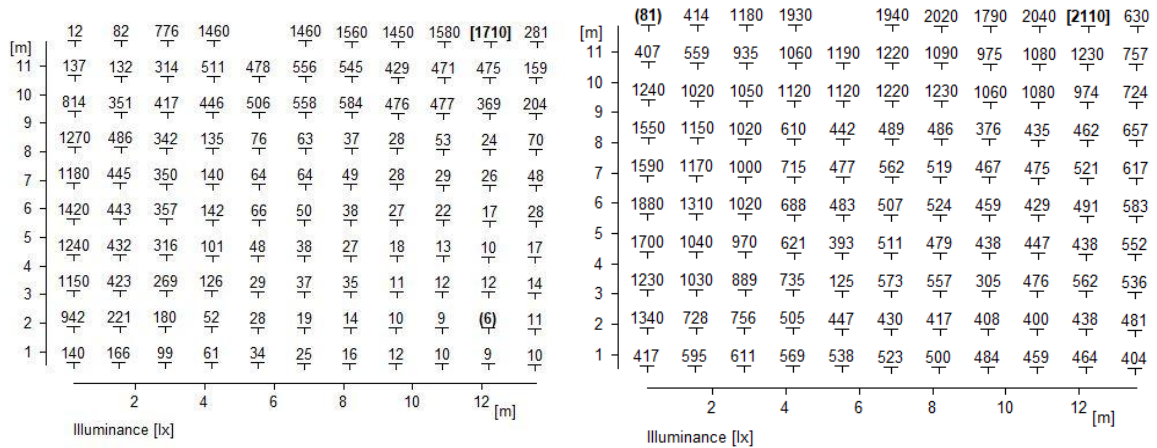 12 82 776 1460 1460 1560 1450 1580 [1710] 281
[m]
11 137 132 314 511 478 556 545 429 471 475 159
10
814 351 417 446 506 558 584 476 477 369 204
9
1270 486 342 135 76 63 37 28 53 24 70
8
1180 445 350 140 64 64 49 28 29 26 48
7
1420 443 357 142 66 50 38 27 22 17 28
6
5
1240 432 316 101 48 38 27 18 13 10 17
4
1150 423 269 126 29 37 35 11 12 12 14
3
942 221 180 52 28 19 14 10 9 (6) 11
2
1 140 166 99 61 34 25 16 12 10 9 10
2 4 6 8 10 12 [m]
Illuminance [lx]
(81) 414 1180 1930 1940 2020 1790 2040 [2110] 630
[m]
11 407 559 935 1060 1190 1220 1090 975 1080 1230 757
10
1240 1020 1050 1120 1120 1220 1230 1060 1080 974 724
9
1550 1150 1020 610 442 489 486 376 435 462 657
8
1590 1170 1000 715 477 562 519 467 475 521 617
7
6 1880 1310 1020 688 483 507 524 459 429 491 583
5
1700 1040 970 621 393 511 479 438 447 438 552
4
1230 1030 889 735 125 573 557 305 476 562 536
3
1340 728 756 505 447 430 417 408 400 438 481
2
1 417 595 611 569 538 523 500 484 459 464 404
2 4 6 8 10 12 [m]
Illuminance [lx]